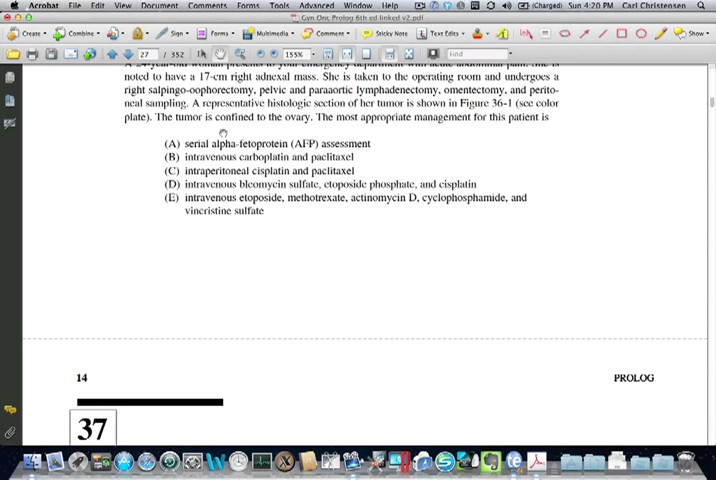 Acrobat File Edit View Document Comments Forms Tools Advanced Window Help (Charged) Sun 4:20 PM Carl Christensen
Gyn Onc Prolog 6th ed linked v2.pdf
Create Combine Sign Forms Multimedia Comment Sticky Note Text Edits Show
27 / 352 155% Find
noted to have a 17-cm right adnexal mass. She is taken to the operating room and undergoes a
right salpingo-oophorectomy, pelvic and paraaortic lymphadenectomy, omentectomy, and perito-
neal sampling. A representative histologic section of her tumor is shown in Figure 36-1 (see color
plate). The tumor is confined to the ovary. The most appropriate management for this patient is
(A) serial alpha-fetoprotein (AFP) assessment
(B) intravenous carboplatin and paclitaxel
(C) intraperitoneal cisplatin and paclitaxel
(D) intravenous bleomycin sulfate, etoposide phosphate, and cisplatin
(E) intravenous etoposide, methotrexate, actinomycin D, cyclophosphamide, and
vincristine sulfate
14 PROLOG
37